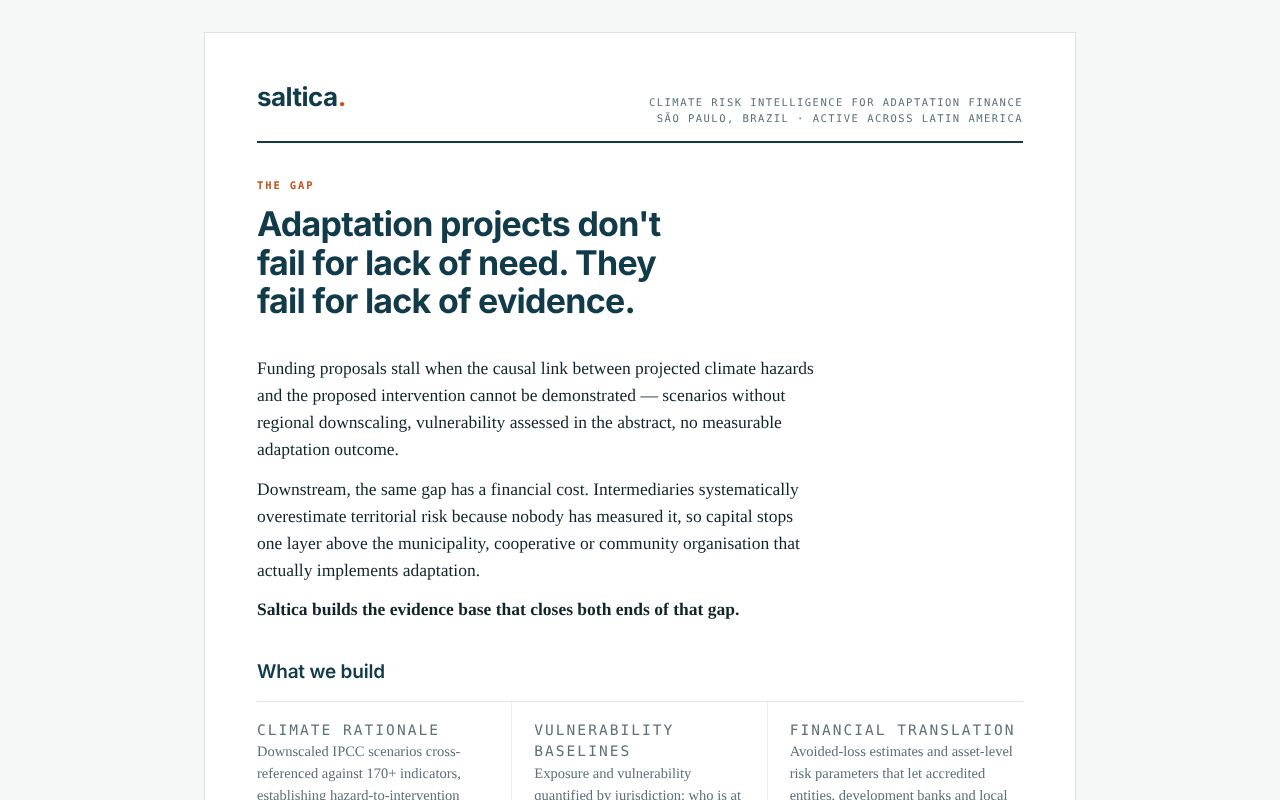 saltica.
CLIMATE RISK INTELLIGENCE FOR ADAPTATION FINANCE
SÃO PAULO, BRAZIL · ACTIVE ACROSS LATIN AMERICA
THE GAP
Adaptation projects don't
fail for lack of need. They
fail for lack of evidence.
Funding proposals stall when the causal link between projected climate hazards
and the proposed intervention cannot be demonstrated — scenarios without
regional downscaling, vulnerability assessed in the abstract, no measurable
adaptation outcome.
Downstream, the same gap has a financial cost. Intermediaries systematically
overestimate territorial risk because nobody has measured it, so capital stops
one layer above the municipality, cooperative or community organisation that
actually implements adaptation.
Saltica builds the evidence base that closes both ends of that gap.
What we build
CLIMATE RATIONALE
Downscaled IPCC scenarios cross-
referenced against 170+ indicators,
establishing hazard-to-intervention
VULNERABILITY
BASELINES
Exposure and vulnerability
quantified by jurisdiction: who is at
FINANCIAL TRANSLATION
Avoided-loss estimates and asset-level
risk parameters that let accredited
entities, development banks and local